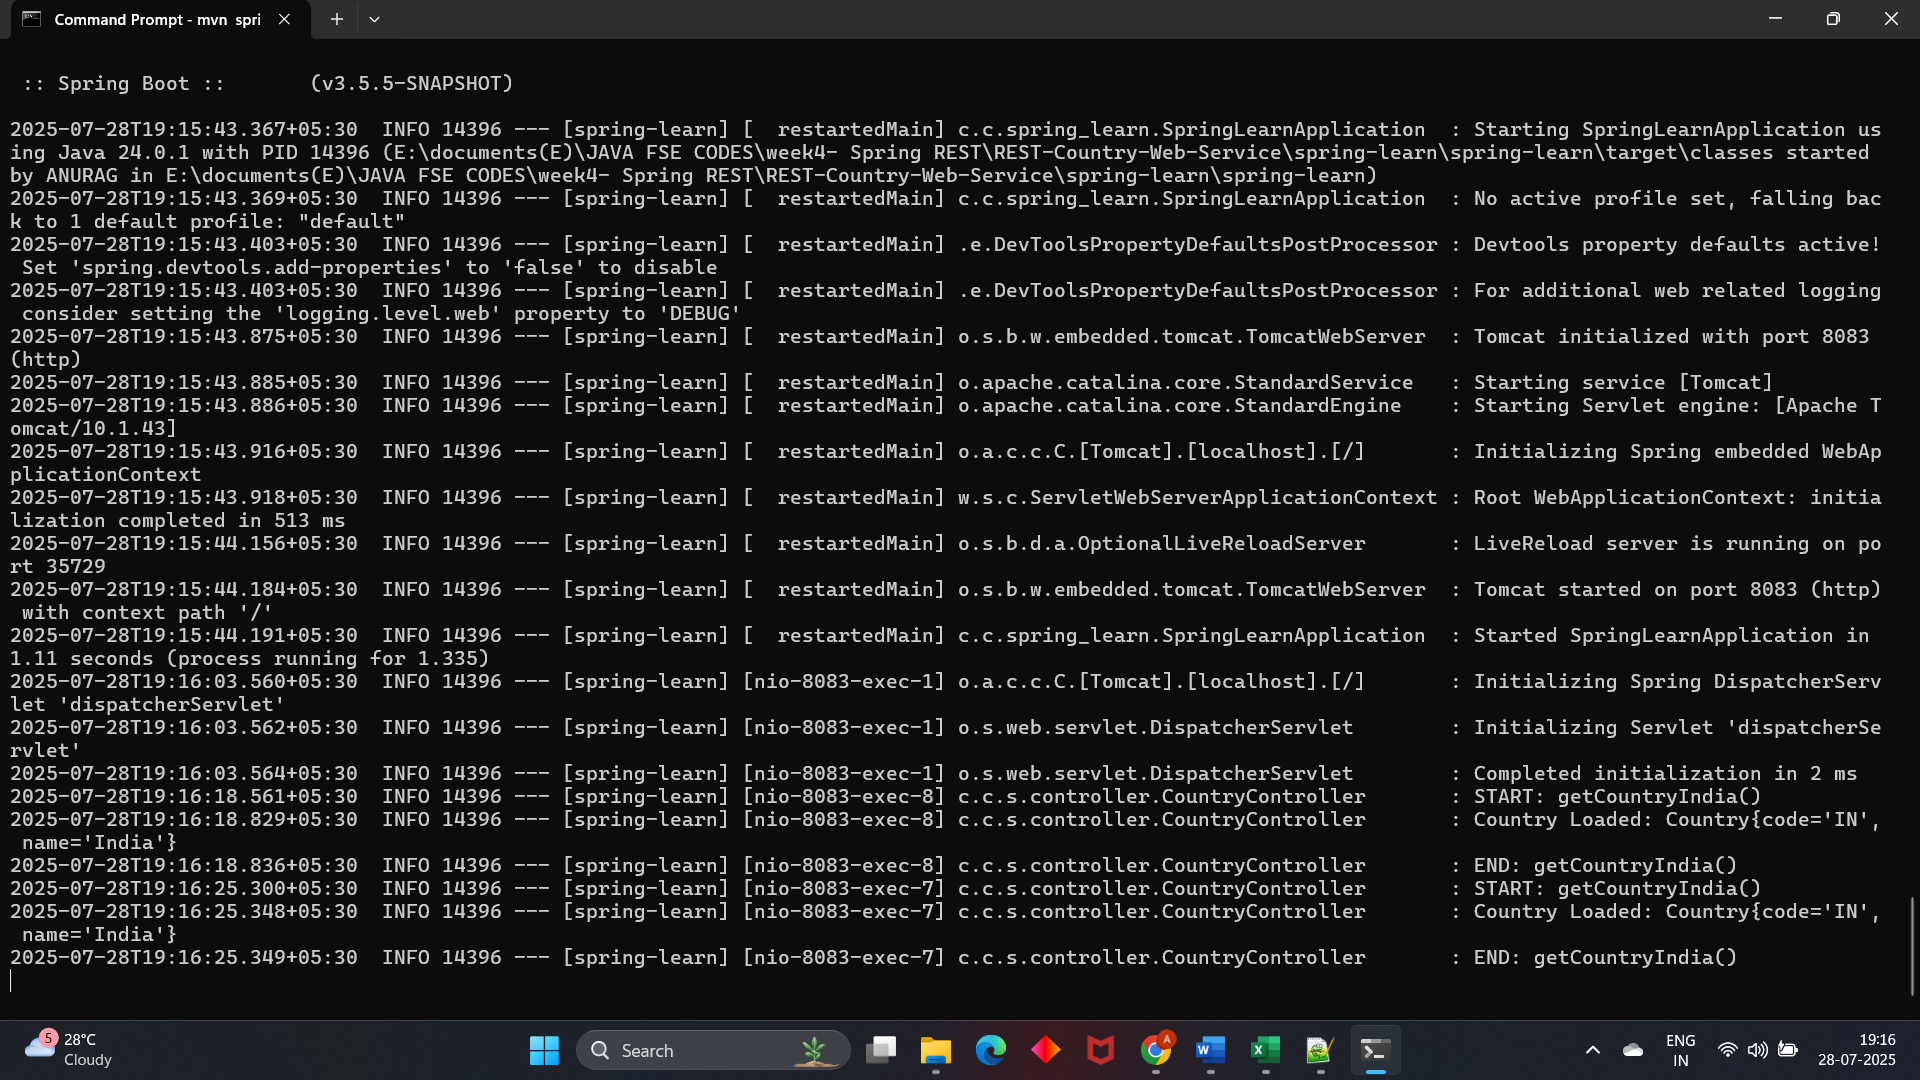 Command Prompt - mvn  spri
:: Spring Boot ::       (v3.5.5-SNAPSHOT)
2025-07-28T19:15:43.367+05:30  INFO 14396 --- [spring-learn] [  restartedMain] c.c.spring_learn.SpringLearnApplication  : Starting SpringLearnApplication us
ing Java 24.0.1 with PID 14396 (E:\documents(E)\JAVA FSE CODES\week4- Spring REST\REST-Country-Web-Service\spring-learn\spring-learn\target\classes started
by ANURAG in E:\documents(E)\JAVA FSE CODES\week4- Spring REST\REST-Country-Web-Service\spring-learn\spring-learn)
2025-07-28T19:15:43.369+05:30  INFO 14396 --- [spring-learn] [  restartedMain] c.c.spring_learn.SpringLearnApplication  : No active profile set, falling bac
k to 1 default profile: "default"
2025-07-28T19:15:43.403+05:30  INFO 14396 --- [spring-learn] [  restartedMain] .e.DevToolsPropertyDefaultsPostProcessor : Devtools property defaults active!
 Set 'spring.devtools.add-properties' to 'false' to disable
2025-07-28T19:15:43.403+05:30  INFO 14396 --- [spring-learn] [  restartedMain] .e.DevToolsPropertyDefaultsPostProcessor : For additional web related logging
 consider setting the 'logging.level.web' property to 'DEBUG'
2025-07-28T19:15:43.875+05:30  INFO 14396 --- [spring-learn] [  restartedMain] o.s.b.w.embedded.tomcat.TomcatWebServer  : Tomcat initialized with port 8083
(http)
2025-07-28T19:15:43.885+05:30  INFO 14396 --- [spring-learn] [  restartedMain] o.apache.catalina.core.StandardService   : Starting service [Tomcat]
2025-07-28T19:15:43.886+05:30  INFO 14396 --- [spring-learn] [  restartedMain] o.apache.catalina.core.StandardEngine    : Starting Servlet engine: [Apache T
omcat/10.1.43]
2025-07-28T19:15:43.916+05:30  INFO 14396 --- [spring-learn] [  restartedMain] o.a.c.c.C.[Tomcat].[localhost].[/]       : Initializing Spring embedded WebAp
plicationContext
2025-07-28T19:15:43.918+05:30  INFO 14396 --- [spring-learn] [  restartedMain] w.s.c.ServletWebServerApplicationContext : Root WebApplicationContext: initia
lization completed in 513 ms
2025-07-28T19:15:44.156+05:30  INFO 14396 --- [spring-learn] [  restartedMain] o.s.b.d.a.OptionalLiveReloadServer       : LiveReload server is running on po
rt 35729
2025-07-28T19:15:44.184+05:30  INFO 14396 --- [spring-learn] [  restartedMain] o.s.b.w.embedded.tomcat.TomcatWebServer  : Tomcat started on port 8083 (http)
 with context path '/'
2025-07-28T19:15:44.191+05:30  INFO 14396 --- [spring-learn] [  restartedMain] c.c.spring_learn.SpringLearnApplication  : Started SpringLearnApplication in
1.11 seconds (process running for 1.335)
2025-07-28T19:16:03.560+05:30  INFO 14396 --- [spring-learn] [nio-8083-exec-1] o.a.c.c.C.[Tomcat].[localhost].[/]       : Initializing Spring DispatcherServ
let 'dispatcherServlet'
2025-07-28T19:16:03.562+05:30  INFO 14396 --- [spring-learn] [nio-8083-exec-1] o.s.web.servlet.DispatcherServlet        : Initializing Servlet 'dispatcherSe
rvlet'
2025-07-28T19:16:03.564+05:30  INFO 14396 --- [spring-learn] [nio-8083-exec-1] o.s.web.servlet.DispatcherServlet        : Completed initialization in 2 ms
2025-07-28T19:16:18.561+05:30  INFO 14396 --- [spring-learn] [nio-8083-exec-8] c.c.s.controller.CountryController       : START: getCountryIndia()
2025-07-28T19:16:18.829+05:30  INFO 14396 --- [spring-learn] [nio-8083-exec-8] c.c.s.controller.CountryController       : Country Loaded: Country{code='IN',
 name='India'}
2025-07-28T19:16:18.836+05:30  INFO 14396 --- [spring-learn] [nio-8083-exec-8] c.c.s.controller.CountryController       : END: getCountryIndia()
2025-07-28T19:16:25.300+05:30  INFO 14396 --- [spring-learn] [nio-8083-exec-7] c.c.s.controller.CountryController       : START: getCountryIndia()
2025-07-28T19:16:25.348+05:30  INFO 14396 --- [spring-learn] [nio-8083-exec-7] c.c.s.controller.CountryController       : Country Loaded: Country{code='IN',
 name='India'}
2025-07-28T19:16:25.349+05:30  INFO 14396 --- [spring-learn] [nio-8083-exec-7] c.c.s.controller.CountryController       : END: getCountryIndia()
5
28°C
Cloudy
Search
A
ENG
IN
19:16
28-07-2025